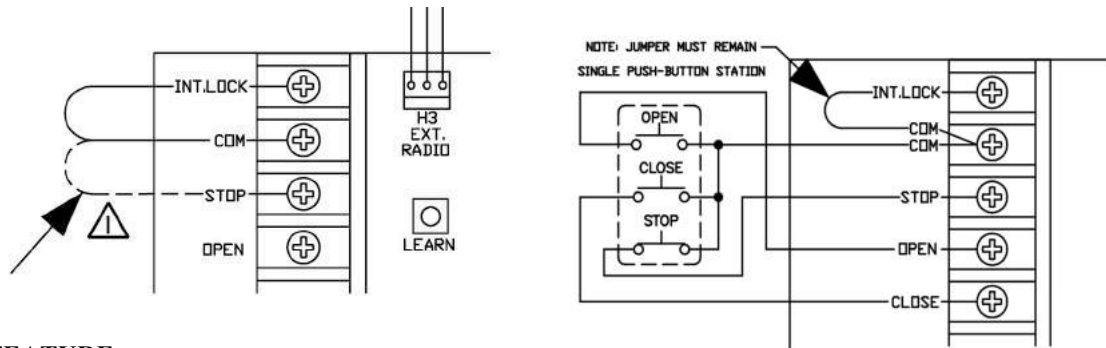 INT.LOCK
COM
STOP
OPEN
H3
EXT.
RADIO
LEARN
NOTE: JUMPER MUST REMAIN
SINGLE PUSH-BUTTON STATION
OPEN
CLOSE
STOP
INT.LOCK
COM
COM
STOP
OPEN
CLOSE